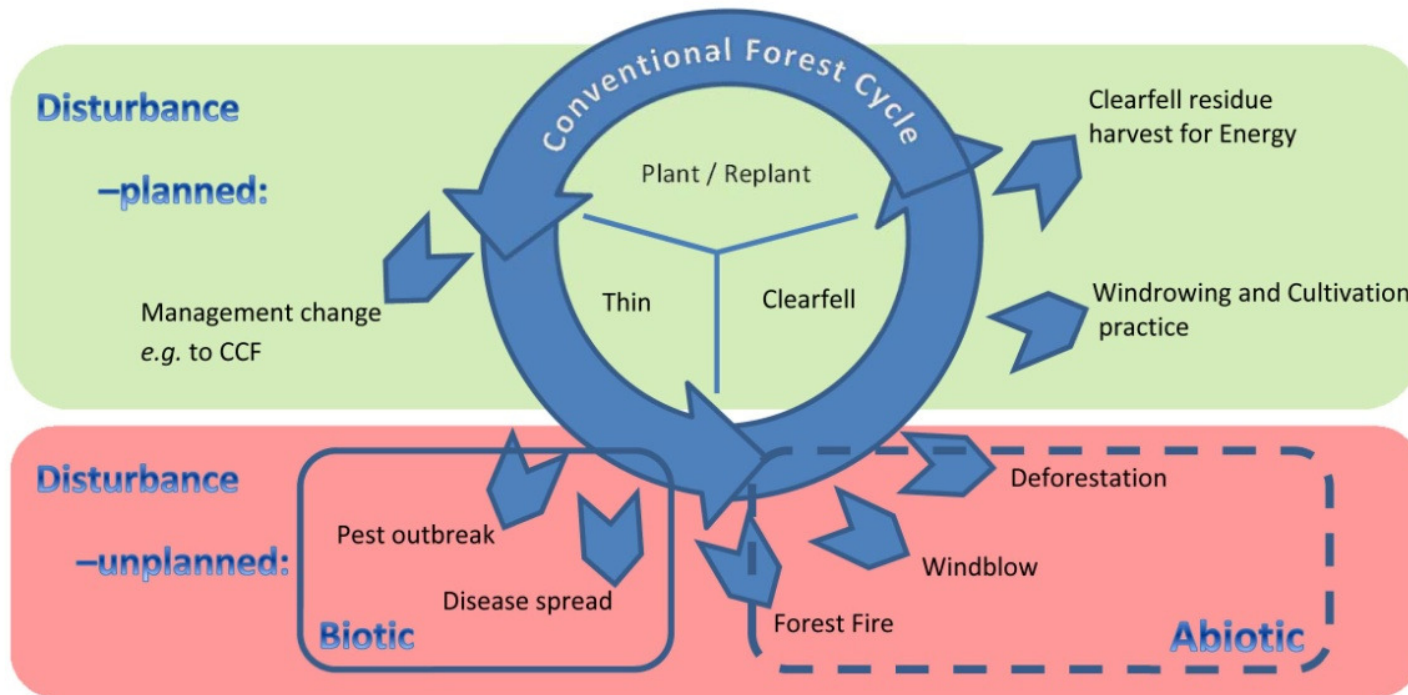 Conventional Forest Cycle
Disturbance
–planned:
Plant / Replant
Thin
Clearfell
Clearfell residue
harvest for Energy
Windrowing and Cultivation
practice
Management change
e.g. to CCF
Disturbance
–unplanned:
Pest outbreak
Disease spread
Biotic
Deforestation
Windblow
Forest Fire
Abiotic